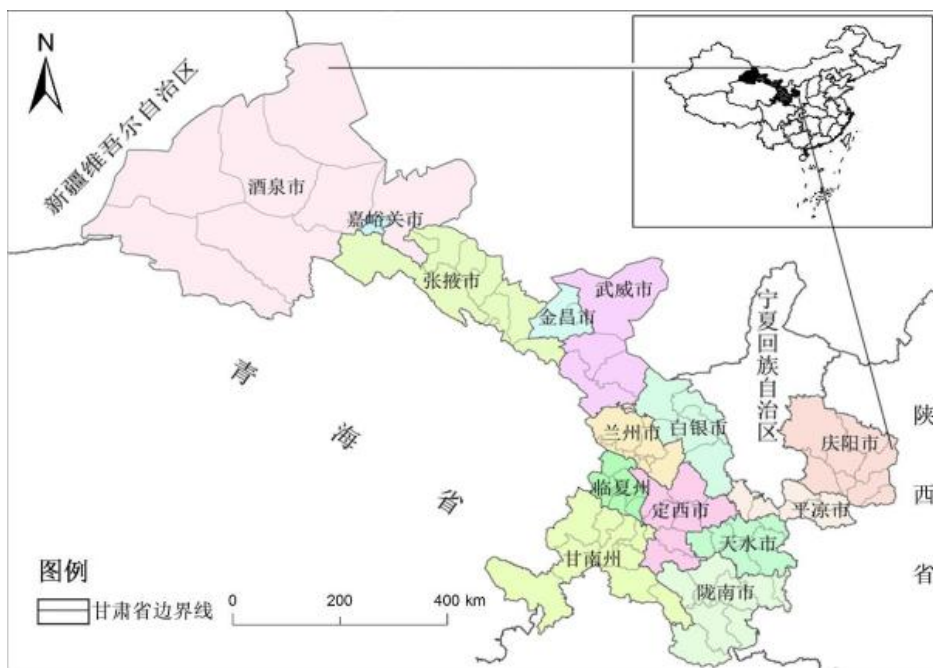 N
新疆维吾尔自治区
酒泉市
嘉峪关市
张掖市
金昌市
武威市
宁夏回族自治区
青海省
兰州市
白银市
临夏州
定西市
庆阳市
平凉市
陕西省
天水市
甘南州
陇南市
图例
甘肃省边界线
0 200 400 km